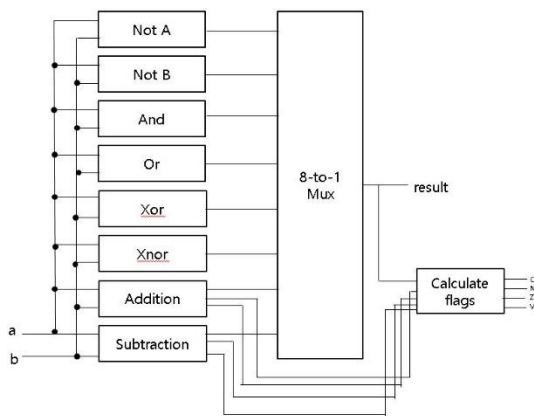 Not A
Not B
And
Or
Xor
Xnor
Addition
Subtraction
a
b
8-to-1
Mux
result
Calculate
flags
C
N
Z
V